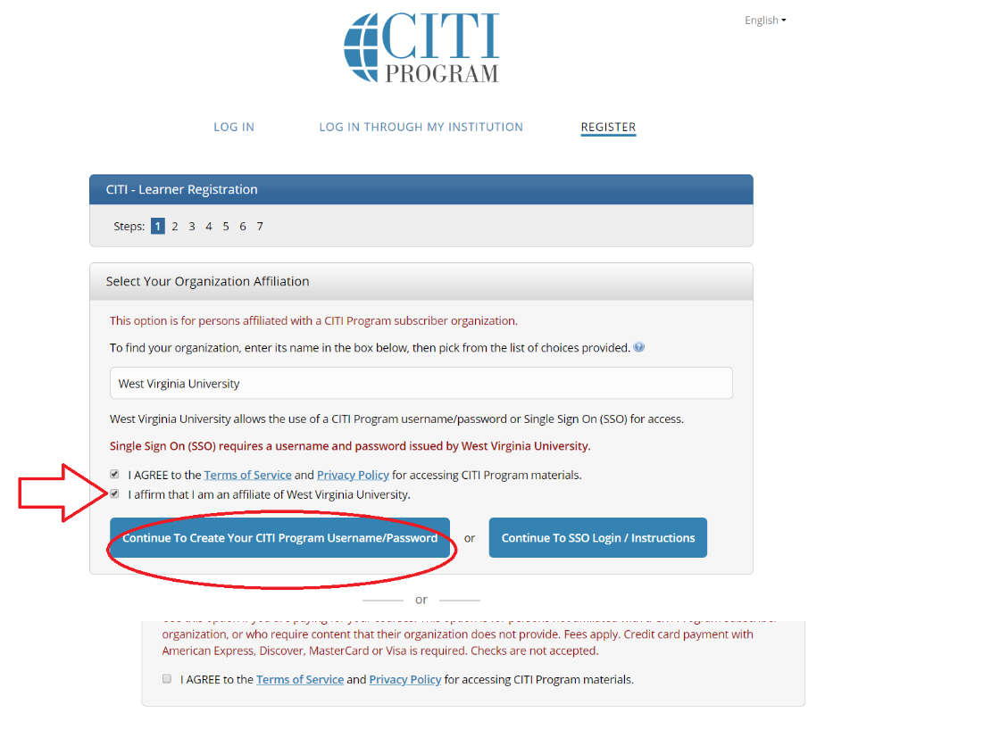 English
CITI
PROGRAM
LOG IN LOG IN THROUGH MY INSTITUTION REGISTER
CITI - Learner Registration
Steps: 1 2 3 4 5 6 7
Select Your Organization Affiliation
This option is for persons affiliated with a CITI Program subscriber organization.
To find your organization, enter its name in the box below, then pick from the list of choices provided. ?
West Virginia University
West Virginia University allows the use of a CITI Program username/password or Single Sign On (SSO) for access.
Single Sign On (SSO) requires a username and password issued by West Virginia University.
I AGREE to the Terms of Service and Privacy Policy for accessing CITI Program materials.
I affirm that I am an affiliate of West Virginia University.
Continue To Create Your CITI Program Username/Password or Continue To SSO Login / Instructions
or
organization, or who require content that their organization does not provide. Fees apply. Credit card payment with
American Express, Discover, MasterCard or Visa is required. Checks are not accepted.
I AGREE to the Terms of Service and Privacy Policy for accessing CITI Program materials.